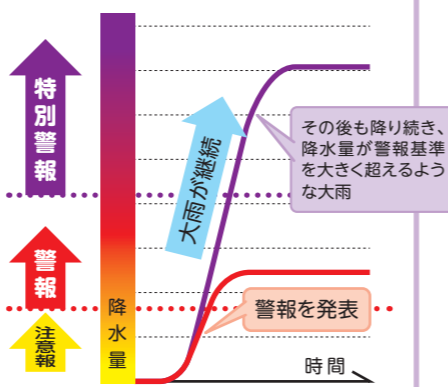 特別警報
警報
注意報
降水量
大雨が継続
その後も降り続き、
降水量が警報基準
を大きく超えるよう
な大雨
警報を発表
時間